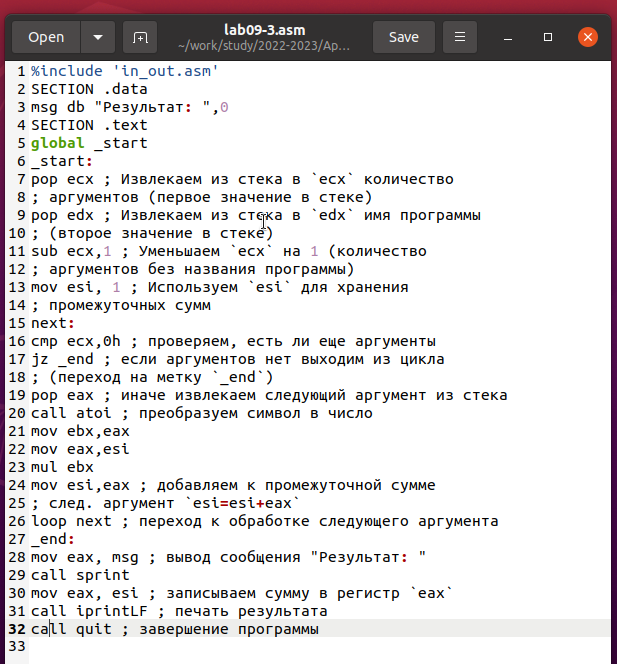 Open
lab09-3.asm
~/work/study/2022-2023/Ap...
Save
1 %include 'in_out.asm'
2 SECTION .data
3 msg db "Результат: ",0
4 SECTION .text
5 global _start
6 _start:
7 pop ecx ; Извлекаем из стека в `ecx` количество
8 ; аргументов (первое значение в стеке)
9 pop edx ; Извлекаем из стека в `edx` имя программы
10 ; (второе значение в стеке)
11 sub ecx,1 ; Уменьшаем `ecx` на 1 (количество
12 ; аргументов без названия программы)
13 mov esi, 1 ; Используем `esi` для хранения
14 ; промежуточных сумм
15 next:
16 cmp ecx,0h ; проверяем, есть ли еще аргументы
17 jz _end ; если аргументов нет выходим из цикла
18 ; (переход на метку `_end`)
19 pop eax ; иначе извлекаем следующий аргумент из стека
20 call atoi ; преобразуем символ в число
21 mov ebx,eax
22 mov eax,esi
23 mul ebx
24 mov esi,eax ; добавляем к промежуточной сумме
25 ; след. аргумент `esi=esi+eax`
26 loop next ; переход к обработке следующего аргумента
27 _end:
28 mov eax, msg ; вывод сообщения "Результат: "
29 call sprint
30 mov eax, esi ; записываем сумму в регистр `eax`
31 call iprintLF ; печать результата
32 call quit ; завершение программы
33